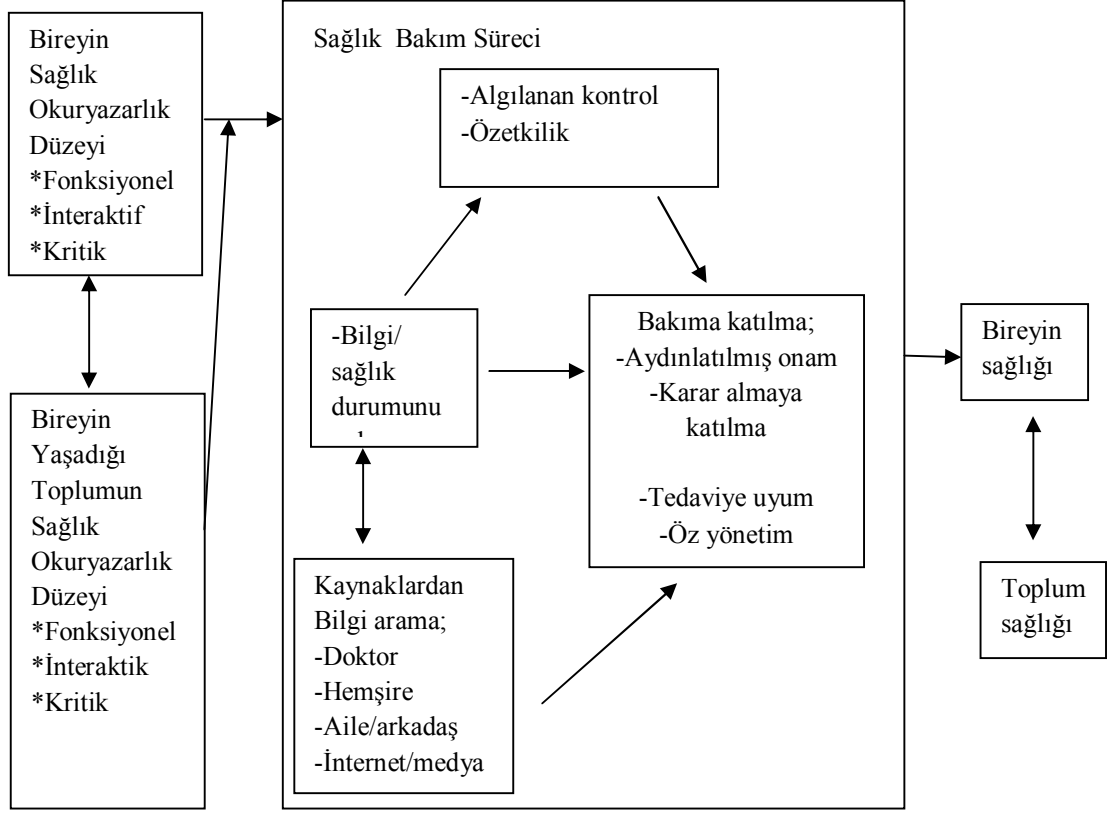 Bireyin
Sağlık
Okuryazarlık
Düzeyi
*Fonksiyonel
*İnteraktif
*Kritik
Bireyin
Yaşadığı
Toplumun
Sağlık
Okuryazarlık
Düzeyi
*Fonksiyonel
*İnteraktik
*Kritik
Sağlık Bakım Süreci
-Algılanan kontrol
-Özetkilik
-Bilgi/
sağlık
durumunu
Kaynaklardan
Bilgi arama;
-Doktor
-Hemşire
-Aile/arkadaş
-İnternet/medya
Bakıma katılma;
-Aydınlatılmış onam
-Karar almaya
katılma
-Tedaviye uyum
-Öz yönetim
Bireyin
sağlığı
Toplum
sağlığı